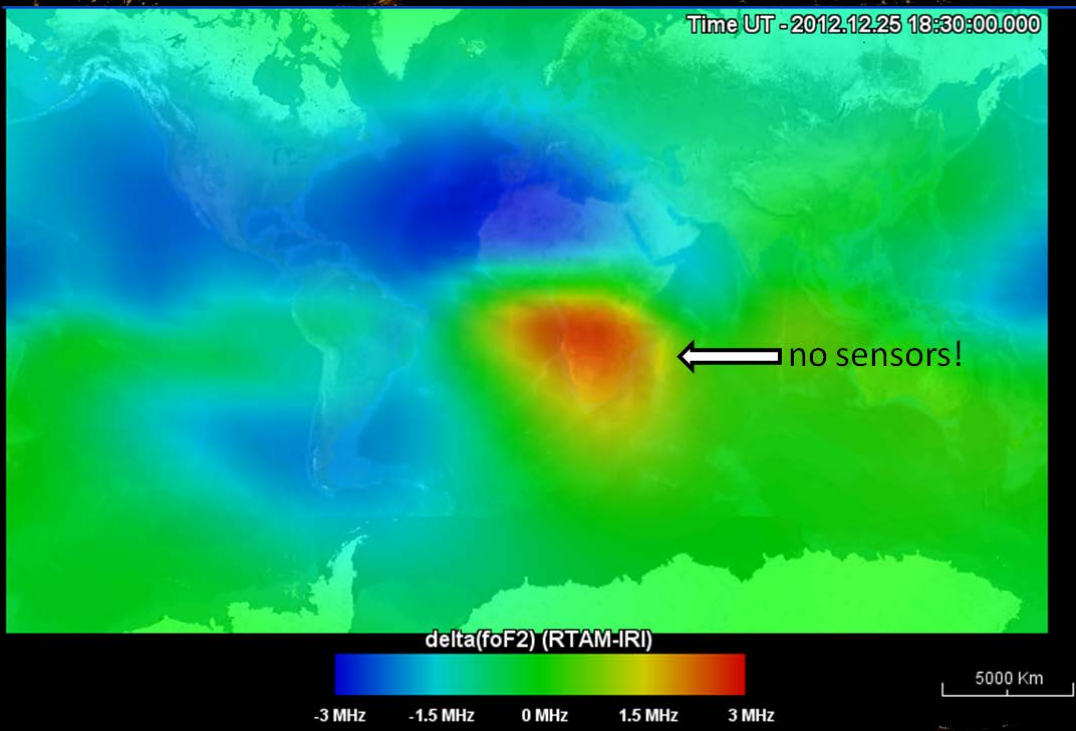 Time UT - 2012.12.25 18:30:00.000
no sensors!
delta(foF2) (RTAM-IRI)
-3 MHz -1.5 MHz 0 MHz 1.5 MHz 3 MHz
5000 Km